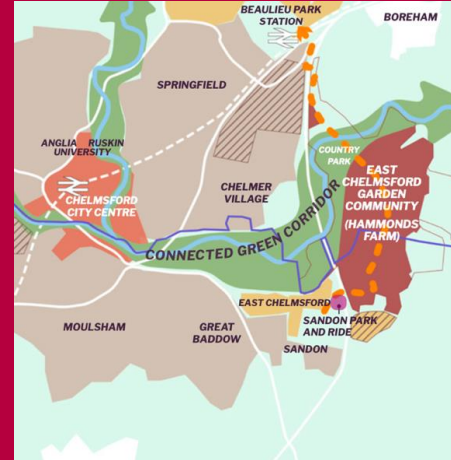 BEAULIEU PARK
STATION
BOREHAM
SPRINGFIELD
ANGLIA RUSKIN
UNIVERSITY
COUNTRY
PARK
EAST
CHELMSFORD
GARDEN
COMMUNITY
(HAMMONDS
FARM)
CHELMER
VILLAGE
CHELMSFORD
CITY CENTRE
CONNECTED GREEN CORRIDOR
EAST CHELMSFORD
SANDON PARK
AND RIDE
MOULSHAM
GREAT
BADDOW
SANDON